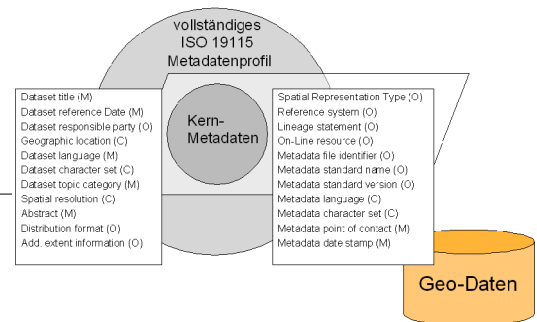 vollständiges
ISO 19115
Metadatenprofil
Kern-
Metadaten
Dataset title (M)
Dataset reference Date (M)
Dataset responsible party (O)
Geographic location (C)
Dataset language (M)
Dataset character set (C)
Dataset topic category (M)
Spatial resolution (C)
Abstract (M)
Distribution format (O)
Add. extent information (O)
Spatial Representation Type (O)
Reference system (O)
Lineage statement (O)
On-Line resource (O)
Metadata file identifier (O)
Metadata standard name (O)
Metadata standard version (O)
Metadata language (C)
Metadata character set (C)
Metadata point of contact (M)
Metadata date stamp (M)
Geo-Daten